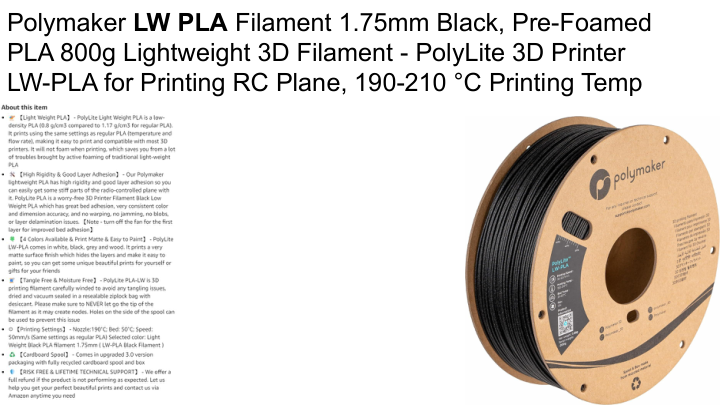 Polymaker LW PLA Filament 1.75mm Black, Pre-Foamed
PLA 800g Lightweight 3D Filament - PolyLite 3D Printer
LW-PLA for Printing RC Plane, 190-210 °C Printing Temp
About this item
【Light Weight PLA】 - PolyLite Light Weight PLA is a low-
density PLA (0.8 g/cm3 compared to 1.17 g/cm3 for regular PLA).
It prints using the same settings as regular PLA (temperature and
flow rate), making it easy to print and compatible with most 3D
printers. It will not foam when printing, which saves you from a lot
of troubles brought by active foaming of traditional light-weight
PLA
【High Rigidity & Good Layer Adhesion】 - Our Polymaker
lightweight PLA has high rigidity and good layer adhesion so you
can easily get some stiff parts of the radio-controlled plane with
it. PolyLite PLA is a worry-free 3D Printer Filament Black Low
Weight PLA which has great bed adhesion, very consistent color
and dimension accuracy, and no warping, no jamming, no blobs,
or layer delamination issues. 【Note - turn off the fan for the first
layer for improved bed adhesion】
【4 Colors Available & Print Matte & Easy to Paint】 - PolyLite
LW-PLA comes in white, black, grey and wood. It prints a very
matte surface finish which hides the layers and make it easy to
paint, so you can get some unique beautiful prints for yourself or
gifts for your friends
【Tangle Free & Moisture Free】 - PolyLite PLA-LW is 3D
printing filament carefully winded to avoid any tangling issues,
dried and vacuum sealed in a resealable ziplock bag with
desiccant. Please make sure to NEVER let go the tip of the
filament as it may create nodes. Holes on the side of the spool can
be used to prevent this issue
【Printing Settings】 - Nozzle:190°C; Bed: 50°C; Speed:
50mm/s (Same settings as regular PLA) Selected color: Light
Weight Black PLA filament 1.75mm ( LW-PLA Black Filament )
【Cardboard Spool】 - Comes in upgraded 3.0 version
packaging with fully recycled cardboard spool and box
【RISK FREE & LIFETIME TECHNICAL SUPPORT】 - We offer a
full refund if the product is not performing as expected. Let us
help you get your perfect beautiful prints and contact us via
Amazon anytime you need
polymaker
PolyLite™
LW-PLA